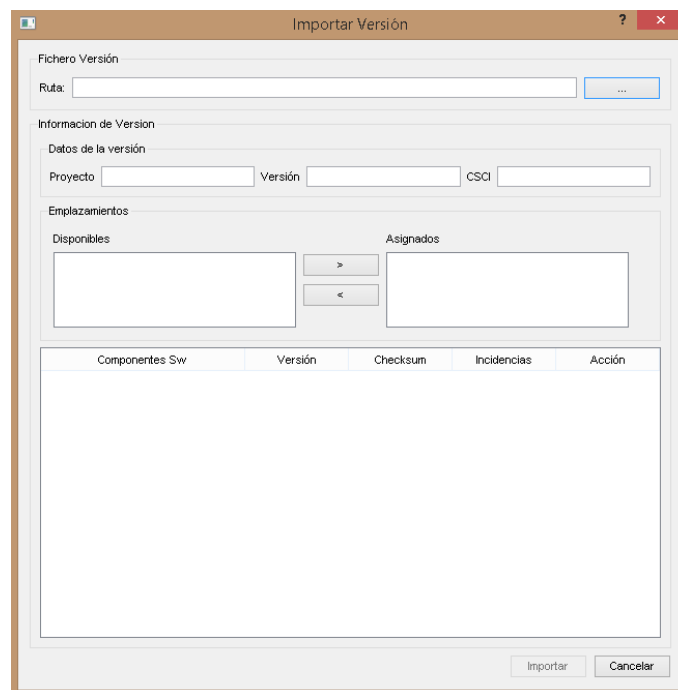 Importar Versión
?
×
Fichero Versión
Ruta:
...
Informacion de Version
Datos de la versión
Proyecto Versión CSCI
Emplazamientos
Disponibles Asignados
>
<
Componentes Sw Versión Checksum Incidencias Acción
Importar Cancelar